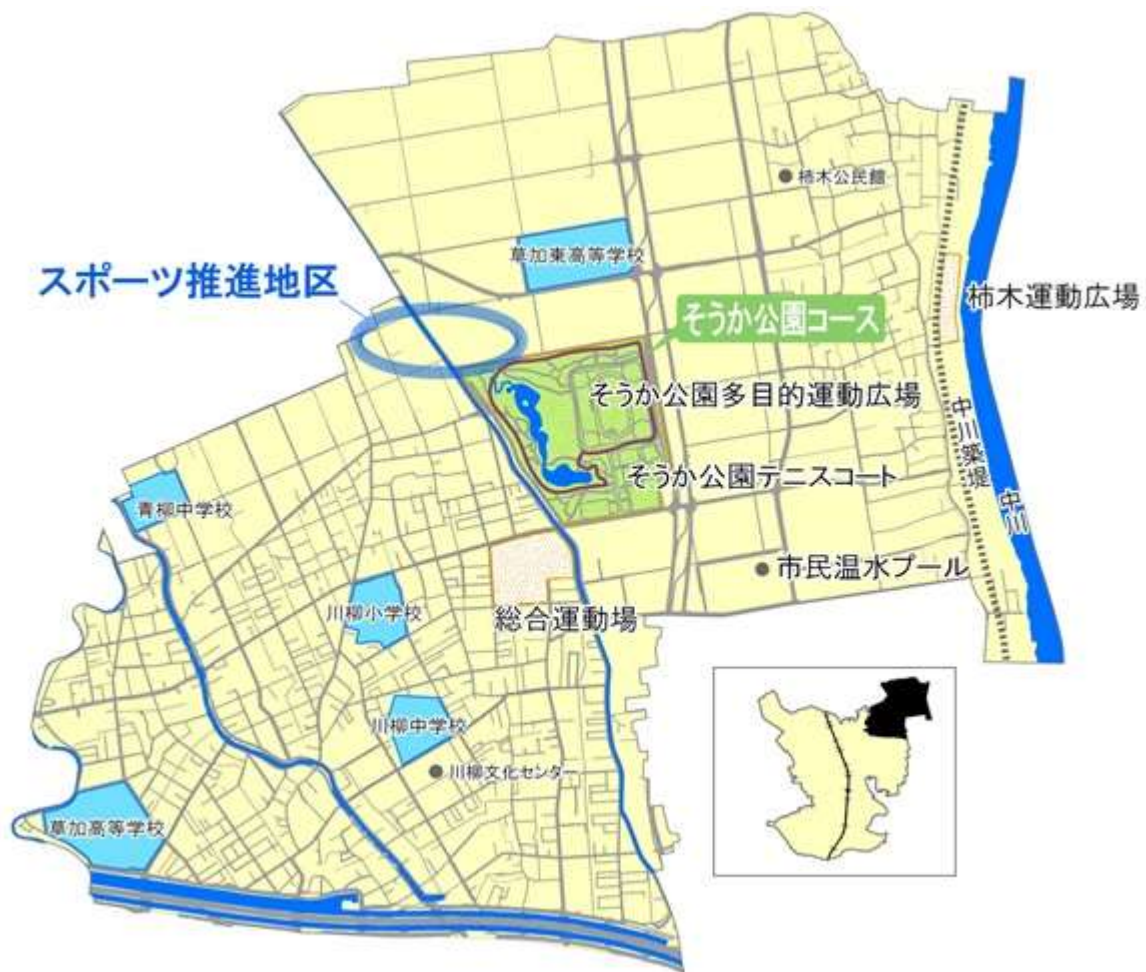 柿木公民館
草加東高等学校
スポーツ推進地区
柿木運動広場
そうか公園コース
そうか公園多目的運動広場
中川築堤
そうか公園テニスコート
青柳中学校
中川
市民温水プール
川柳小学校
総合運動場
川柳中学校
川柳文化センター
草加高等学校